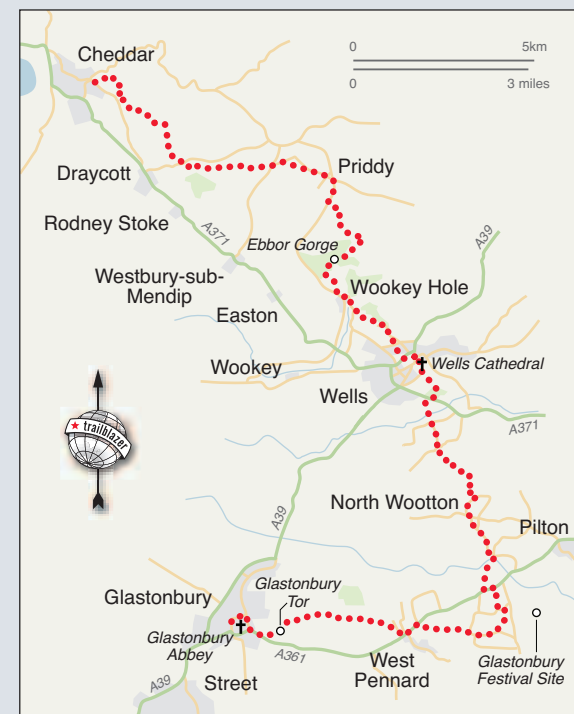 Cheddar
0 5km
0 3 miles
Draycott
Priddy
Rodney Stoke
A371
A39
Ebbor Gorge
Westbury-sub-
Mendip
Wookey Hole
Easton
Wookey
Wells Cathedral
Wells
A371
trailblazer
North Wootton
Pilton
A39
Glastonbury
Glastonbury
Tor
Glastonbury
Abbey
A361
West
Pennard
Glastonbury
Festival Site
A39
Street